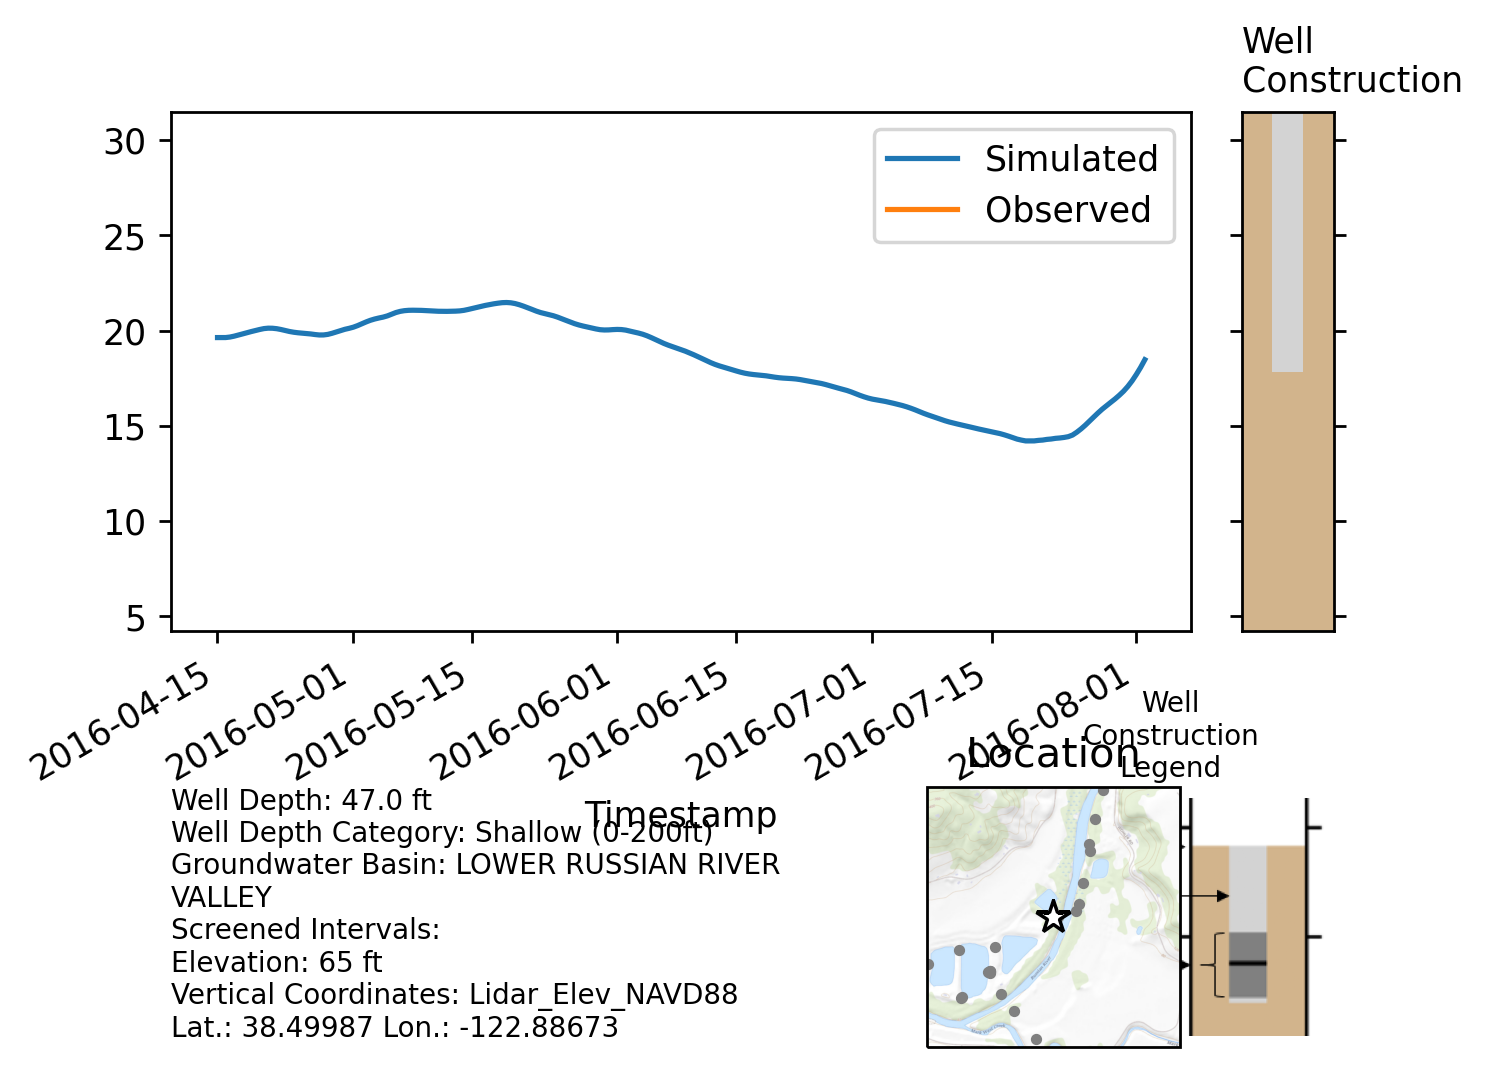 Well
Construction
30
25
20
15
10
5
Simulated
Observed
2016-04-15
2016-05-01
2016-05-15
2016-06-01
2016-06-15
2016-07-01
2016-07-15
2016-08-01
Timestamp
Well Depth: 47.0 ft
Well Depth Category: Shallow (0-200ft)
Groundwater Basin: LOWER RUSSIAN RIVER
VALLEY
Screened Intervals:
Elevation: 65 ft
Vertical Coordinates: Lidar_Elev_NAVD88
Lat.: 38.49987 Lon.: -122.88673
Location
Well
Construction
Legend